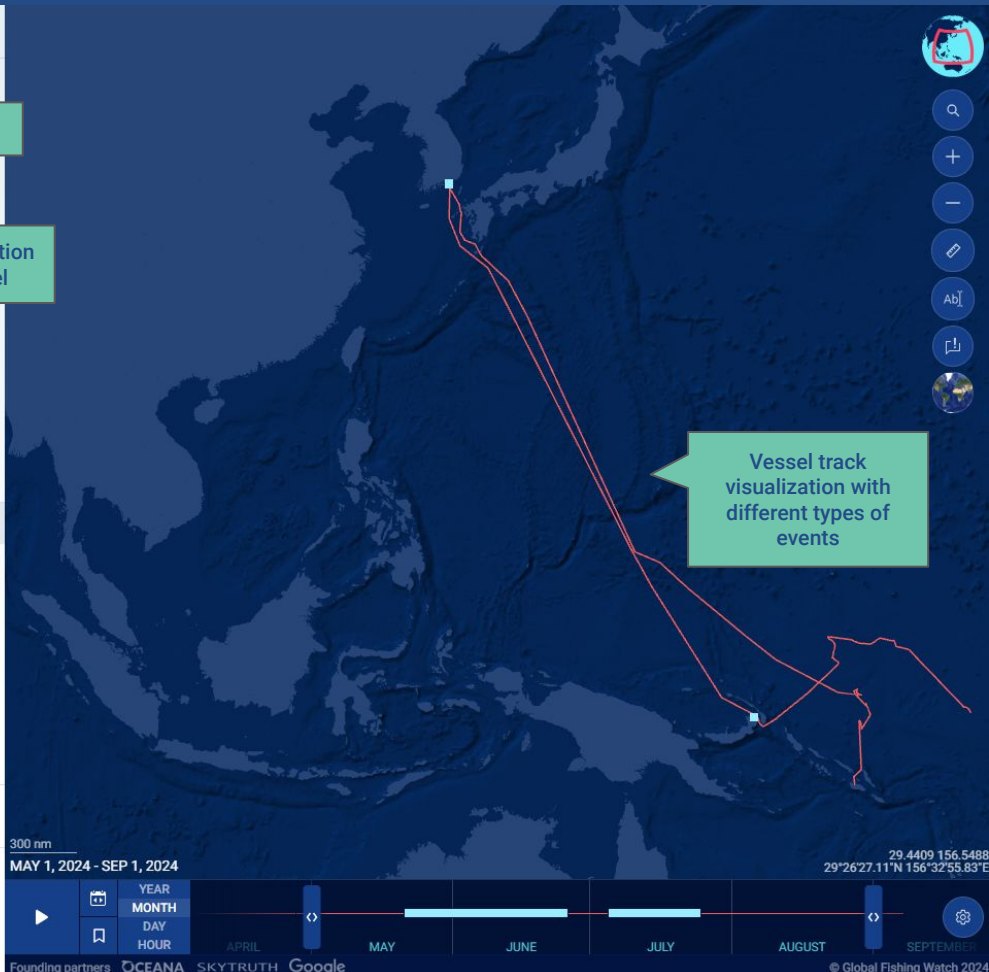 tion
el
AbI
Vessel track
visualization with
different types of
events
300 nm
MAY 1, 2024 - SEP 1, 2024
29.4409 156.5488
29°26'27.11"N 156°32'55.83"E
YEAR
MONTH
DAY
HOUR
APRIL MAY JUNE JULY AUGUST SEPTEMBER
Founding partners OCEANA SKYTRUTH Google
© Global Fishing Watch 2024